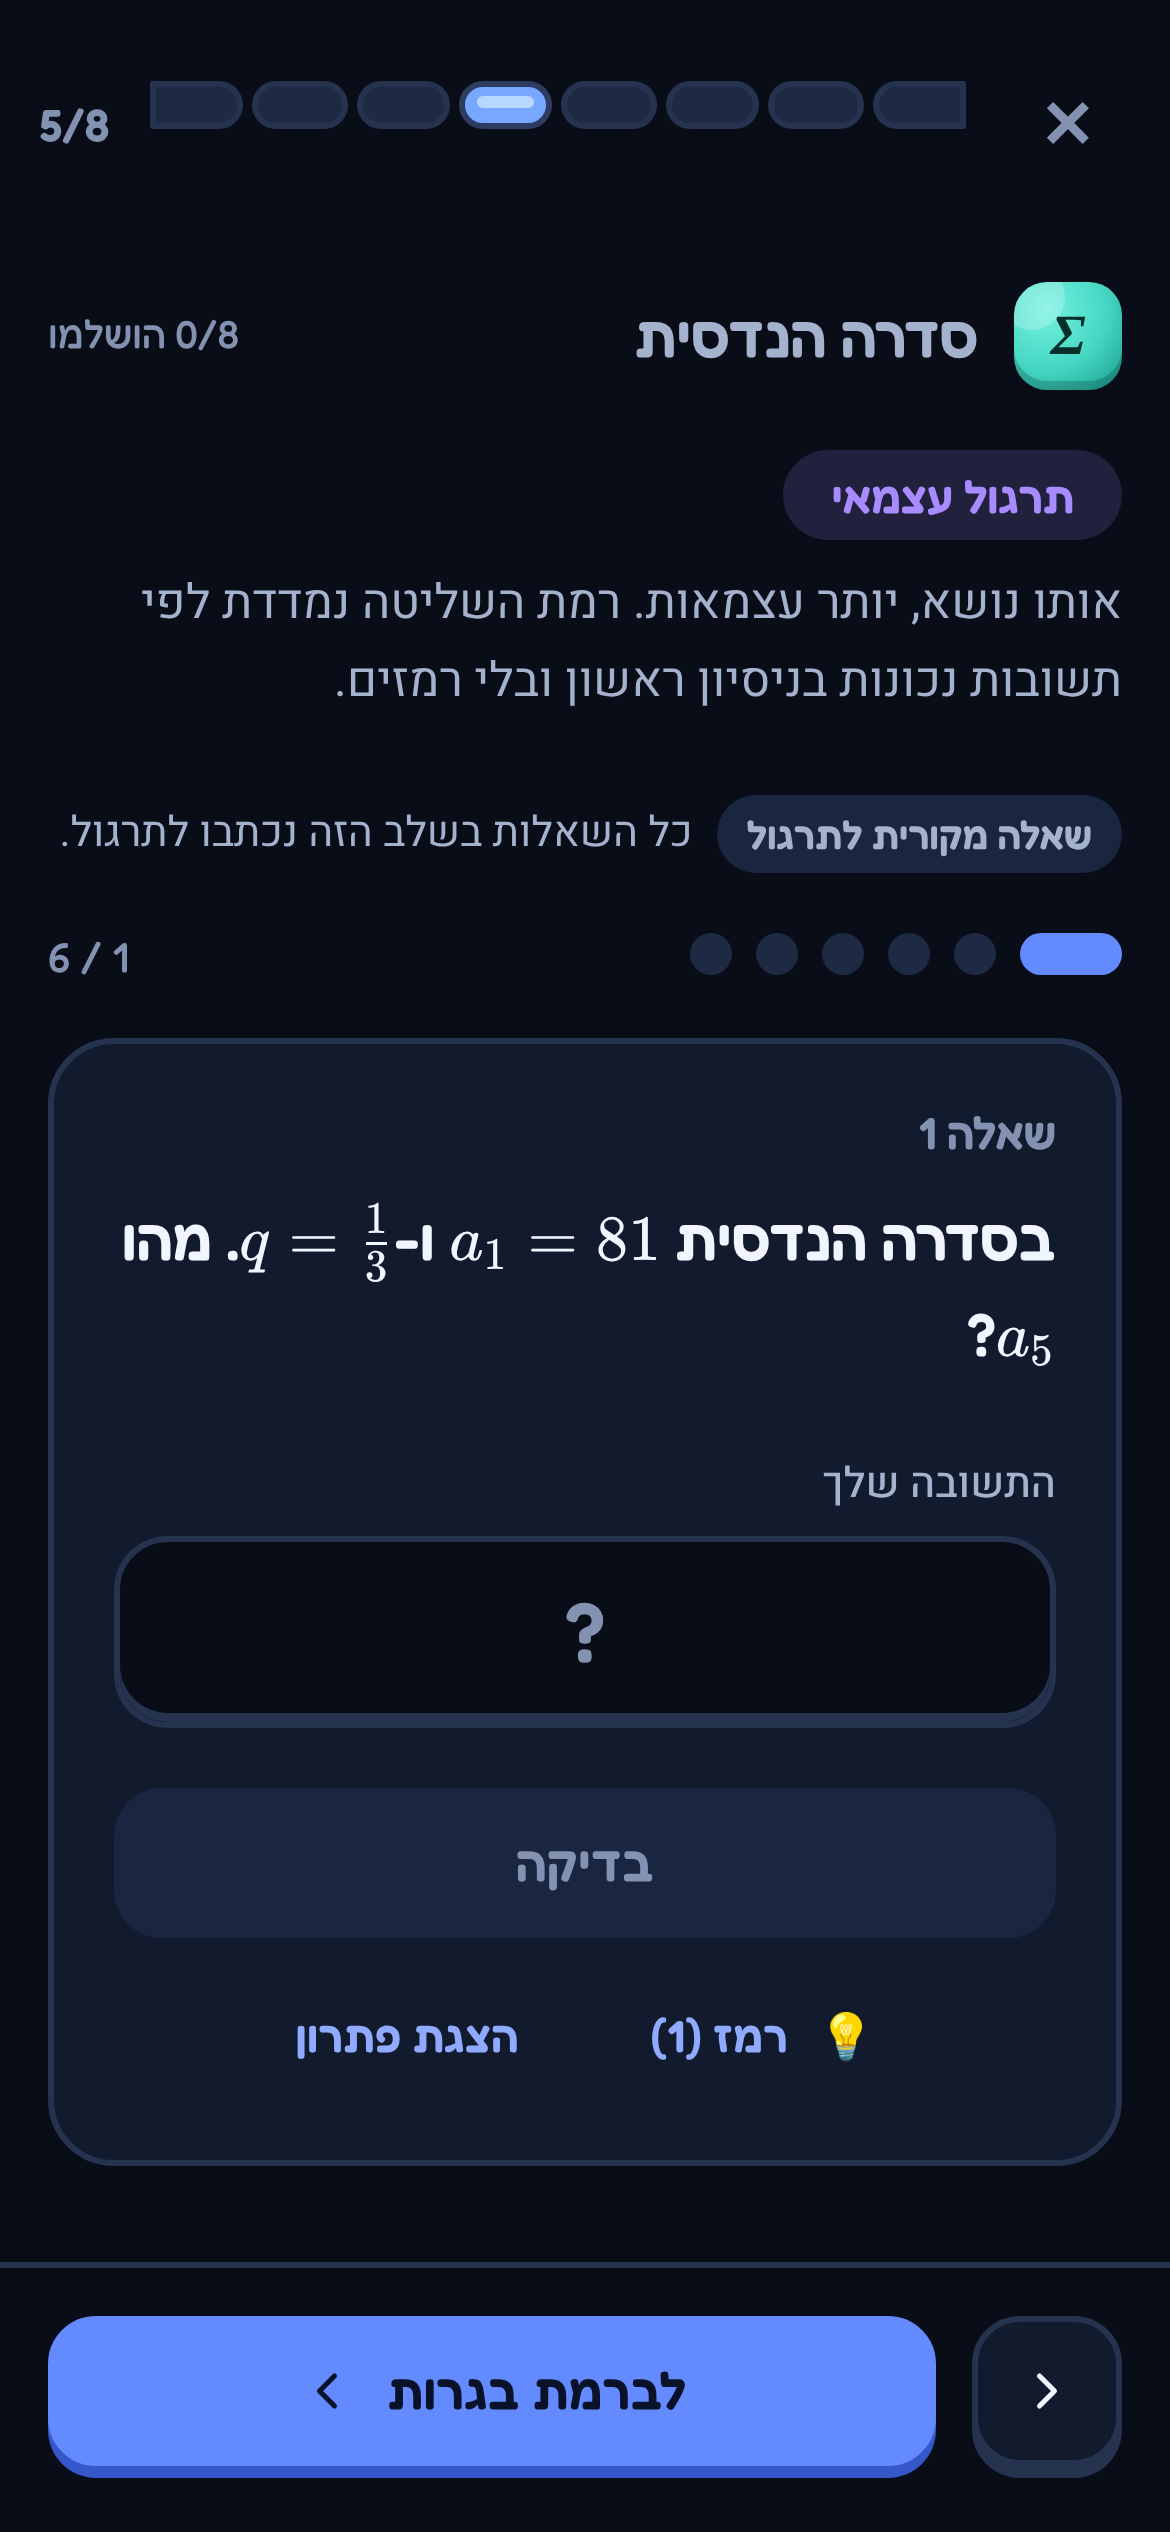 5/8
סדרה הנדסית
0/8 הושלמו
תרגול עצמאי
אותו נושא, יותר עצמאות. רמת השליטה נמדדת לפי
תשובות נכונות בניסיון ראשון ובלי רמזים.
שאלה מקורית לתרגול כל השאלות בשלב הזה נכתבו לתרגול.
6 / 1
שאלה 1
בסדרה הנדסית a₁ = 81 ו-q = 1/3. מהו
a₅?
התשובה שלך
?
בדיקה
💡 רמז (1) הצגת פתרון
לברמת בגרות